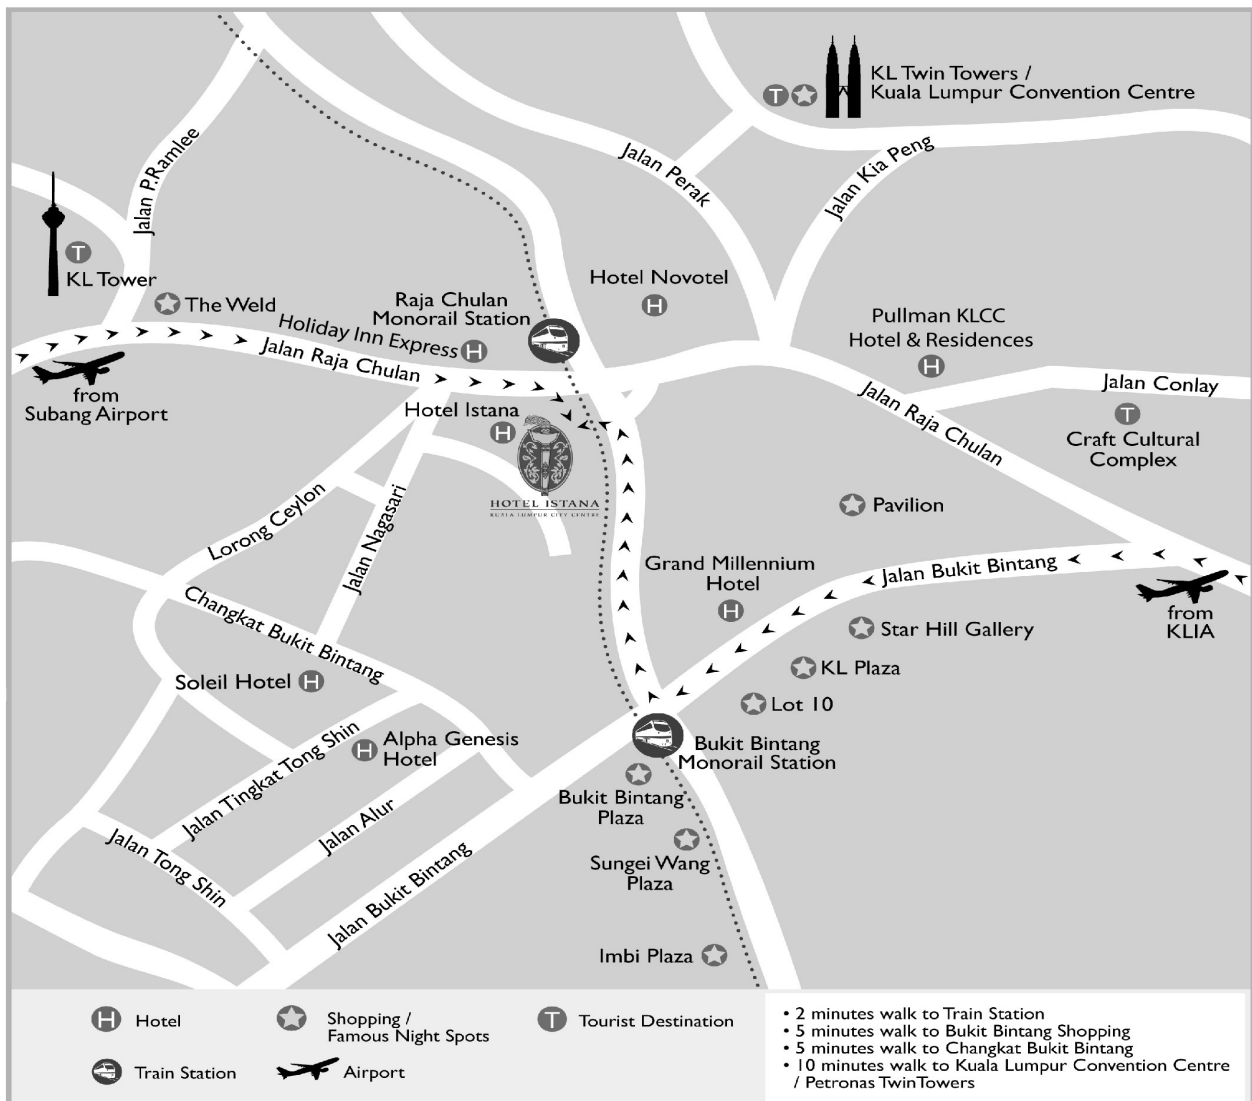 KL Twin Towers /
Kuala Lumpur Convention Centre
Jalan P.Ramlee
Jalan Perak
Jalan Kia Peng
T
KL Tower
The Weld
Raja Chulan
Monorail Station
Hotel Novotel
H
Holiday Inn Express
H
Jalan Raja Chulan
Pullman KLCC
Hotel & Residences
H
from
Subang Airport
Hotel Istana
H
HOTEL ISTANA
KUALA LUMPUR CITY CENTRE
Jalan Raja Chulan
Jalan Conlay
T
Craft Cultural
Complex
Lorong Ceylon
Jalan Nagasari
Pavilion
Grand Millennium
Hotel
H
Jalan Bukit Bintang
from
KLIA
Changkat Bukit Bintang
Star Hill Gallery
KL Plaza
Soleil Hotel
H
Lot 10
Jalan Tingkat Tong Shin
H
Alpha Genesis
Hotel
Bukit Bintang
Monorail Station
Jalan Alur
Bukit Bintang
Plaza
Jalan Tong Shin
Jalan Bukit Bintang
Sungei Wang
Plaza
Imbi Plaza
T
H
Hotel
Shopping /
Famous Night Spots
T
Tourist Destination
Train Station
Airport
• 2 minutes walk to Train Station
• 5 minutes walk to Bukit Bintang Shopping
• 5 minutes walk to Changkat Bukit Bintang
• 10 minutes walk to Kuala Lumpur Convention Centre
/ Petronas TwinTowers